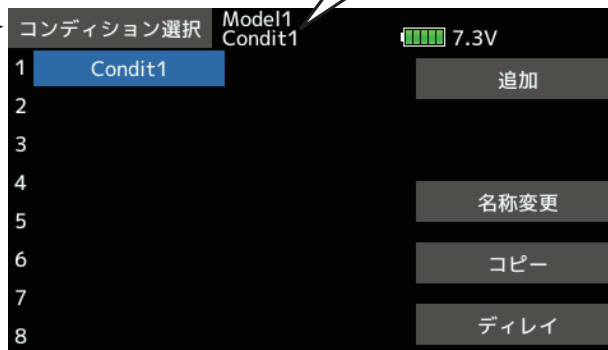 コンディション選択 Model1
Condit1
7.3V
1 Condit1
追加
2
3
4
名称変更
5
6
コピー
7
ディレイ
8